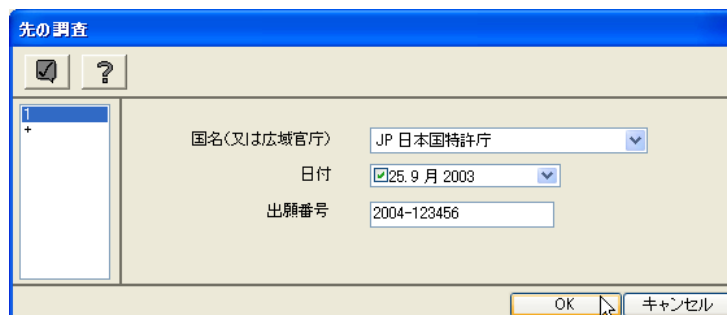 先の調査
?
1
+
国名(又は広域官庁) JP 日本国特許庁
日付 25. 9 月 2003
出願番号 2004-123456
OK キャンセル